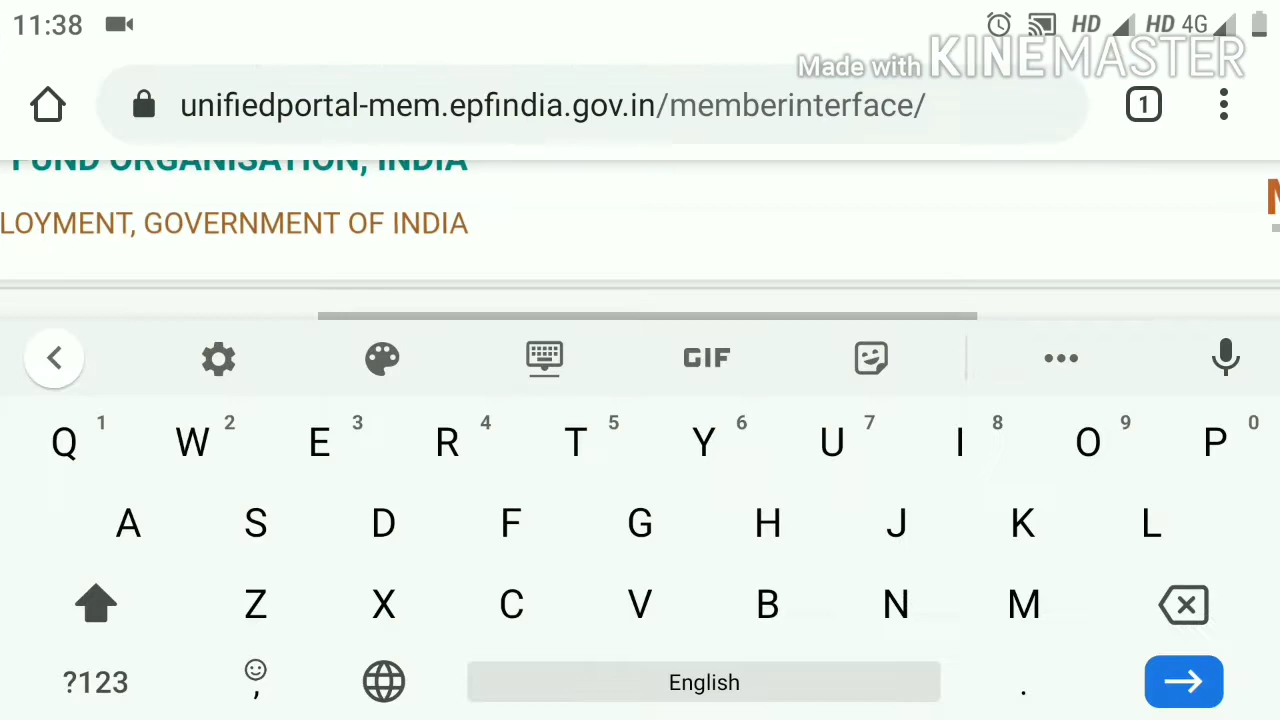 11:38
HD HD 4G
Made with KINEMASTER
unifiedportal-mem.epfindia.gov.in/memberinterface/
1
FUND ORGANISATION, INDIA
LOYMENT, GOVERNMENT OF INDIA
GIF
Q 1 W 2 E 3 R 4 T 5 Y 6 U 7 I 8 O 9 P 0
A S D F G H J K L
Z X C V B N M
?123 , English .